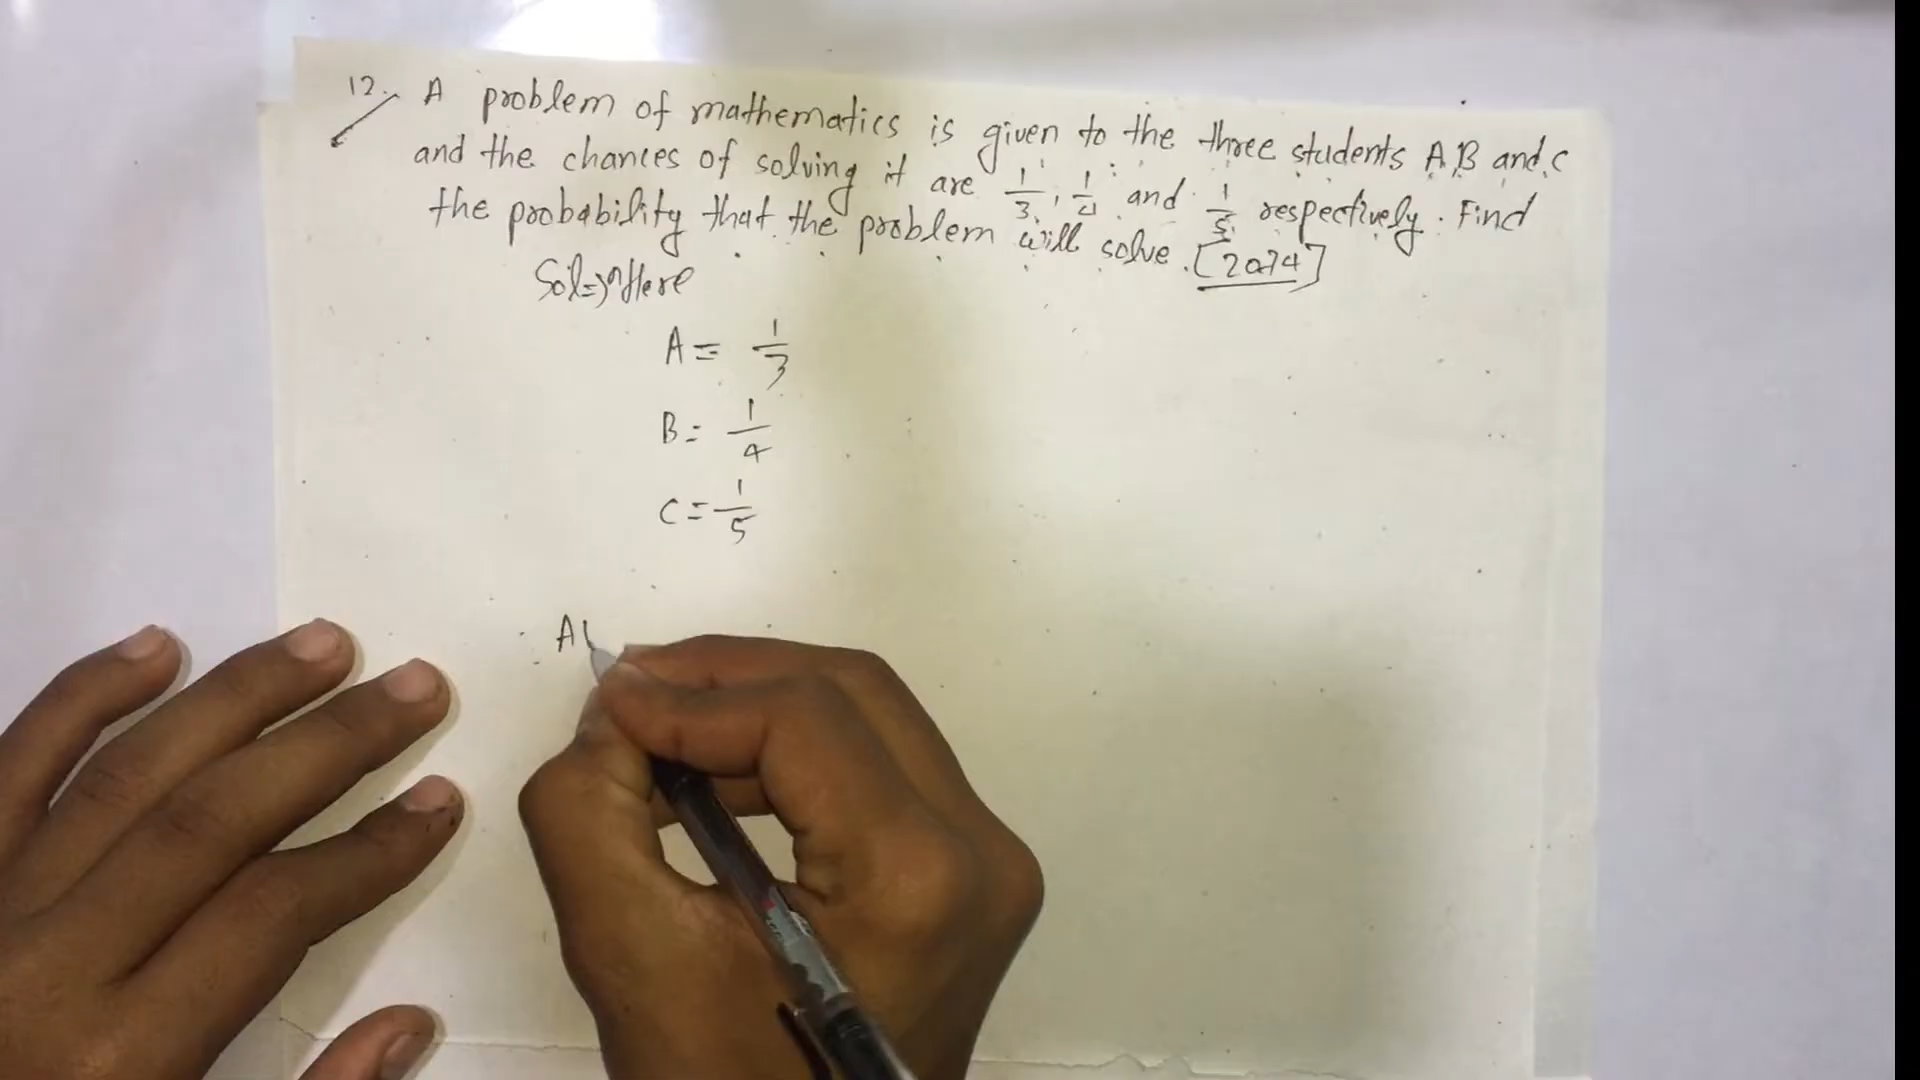 12. A problem of mathematics is given to the three students A, B and C
and the chances of solving it are 1/3, 1/4 and 1/5 respectively. Find
the probability that the problem will solve. [2074]
Solⁿ Here
A = 1/3
B = 1/4
C = 1/5
A